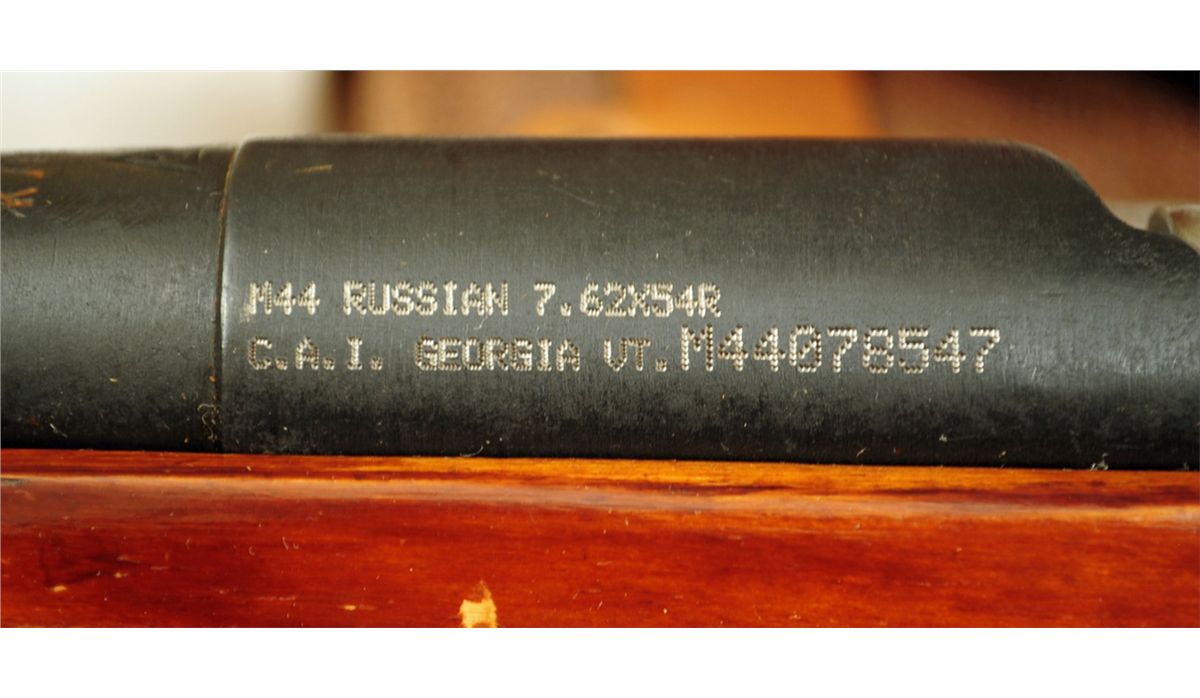 M44 RUSSIAN 7.62X54R
C.A.I. GEORGIA VT. M44078547